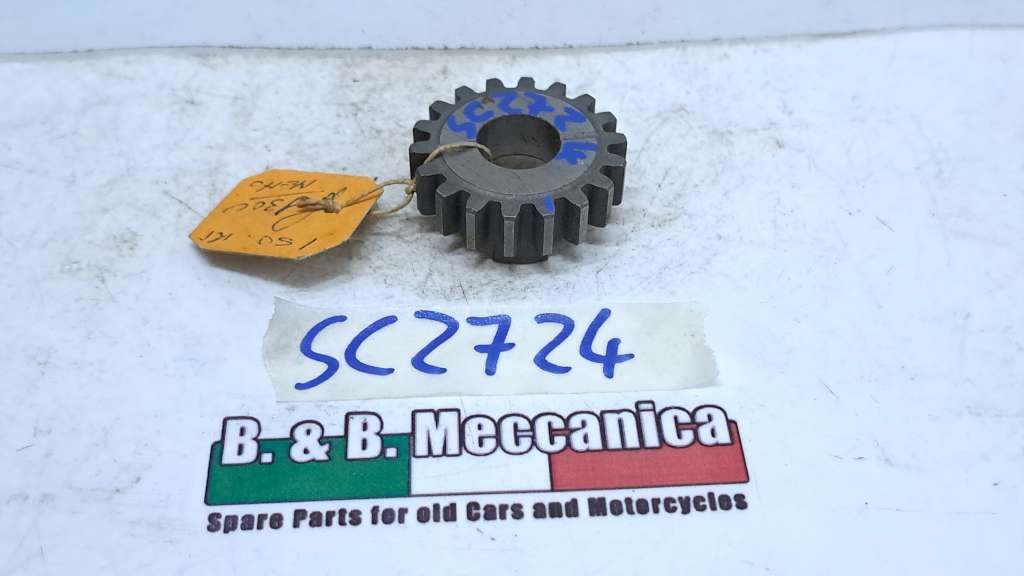 SC2724
SC2724
B. & B. Meccanica
Spare Parts for old Cars and Motorcycles